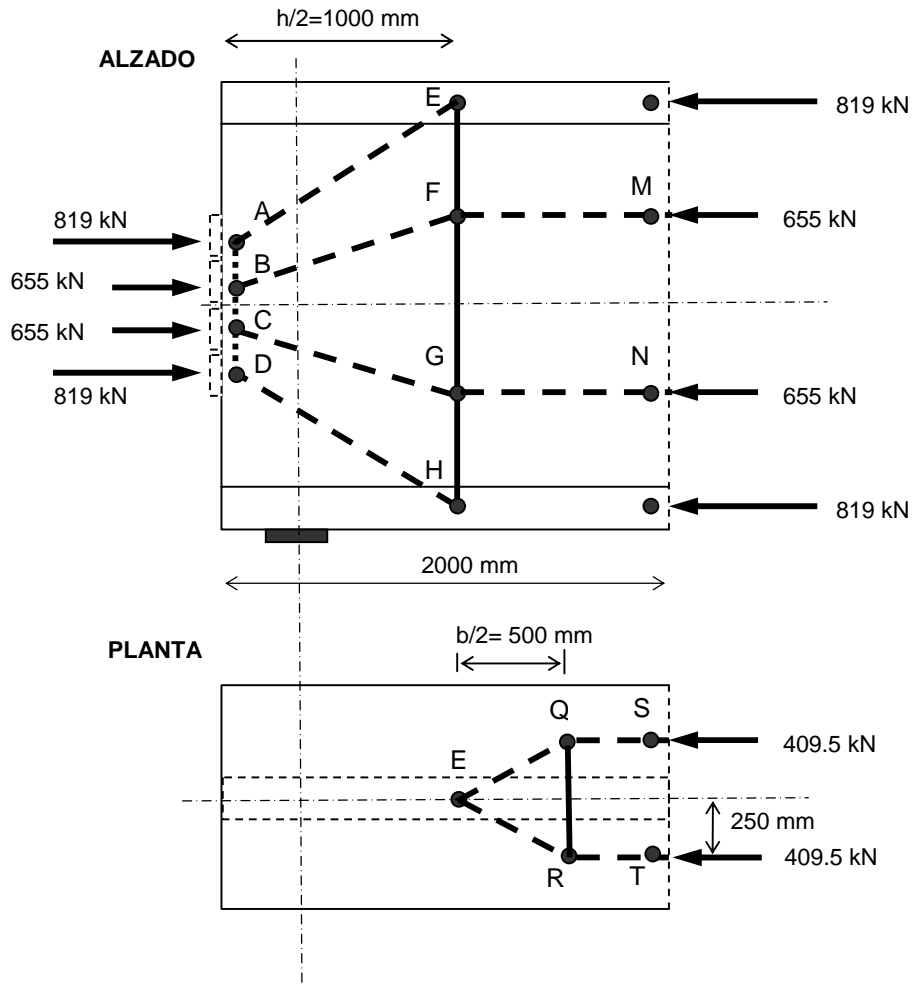 h/2=1000 mm
ALZADO
E
819 kN
F
M
819 kN
A
655 kN
655 kN
B
655 kN
C
G
N
819 kN
D
655 kN
H
819 kN
2000 mm
PLANTA
b/2= 500 mm
Q
S
409.5 kN
E
250 mm
R
T
409.5 kN